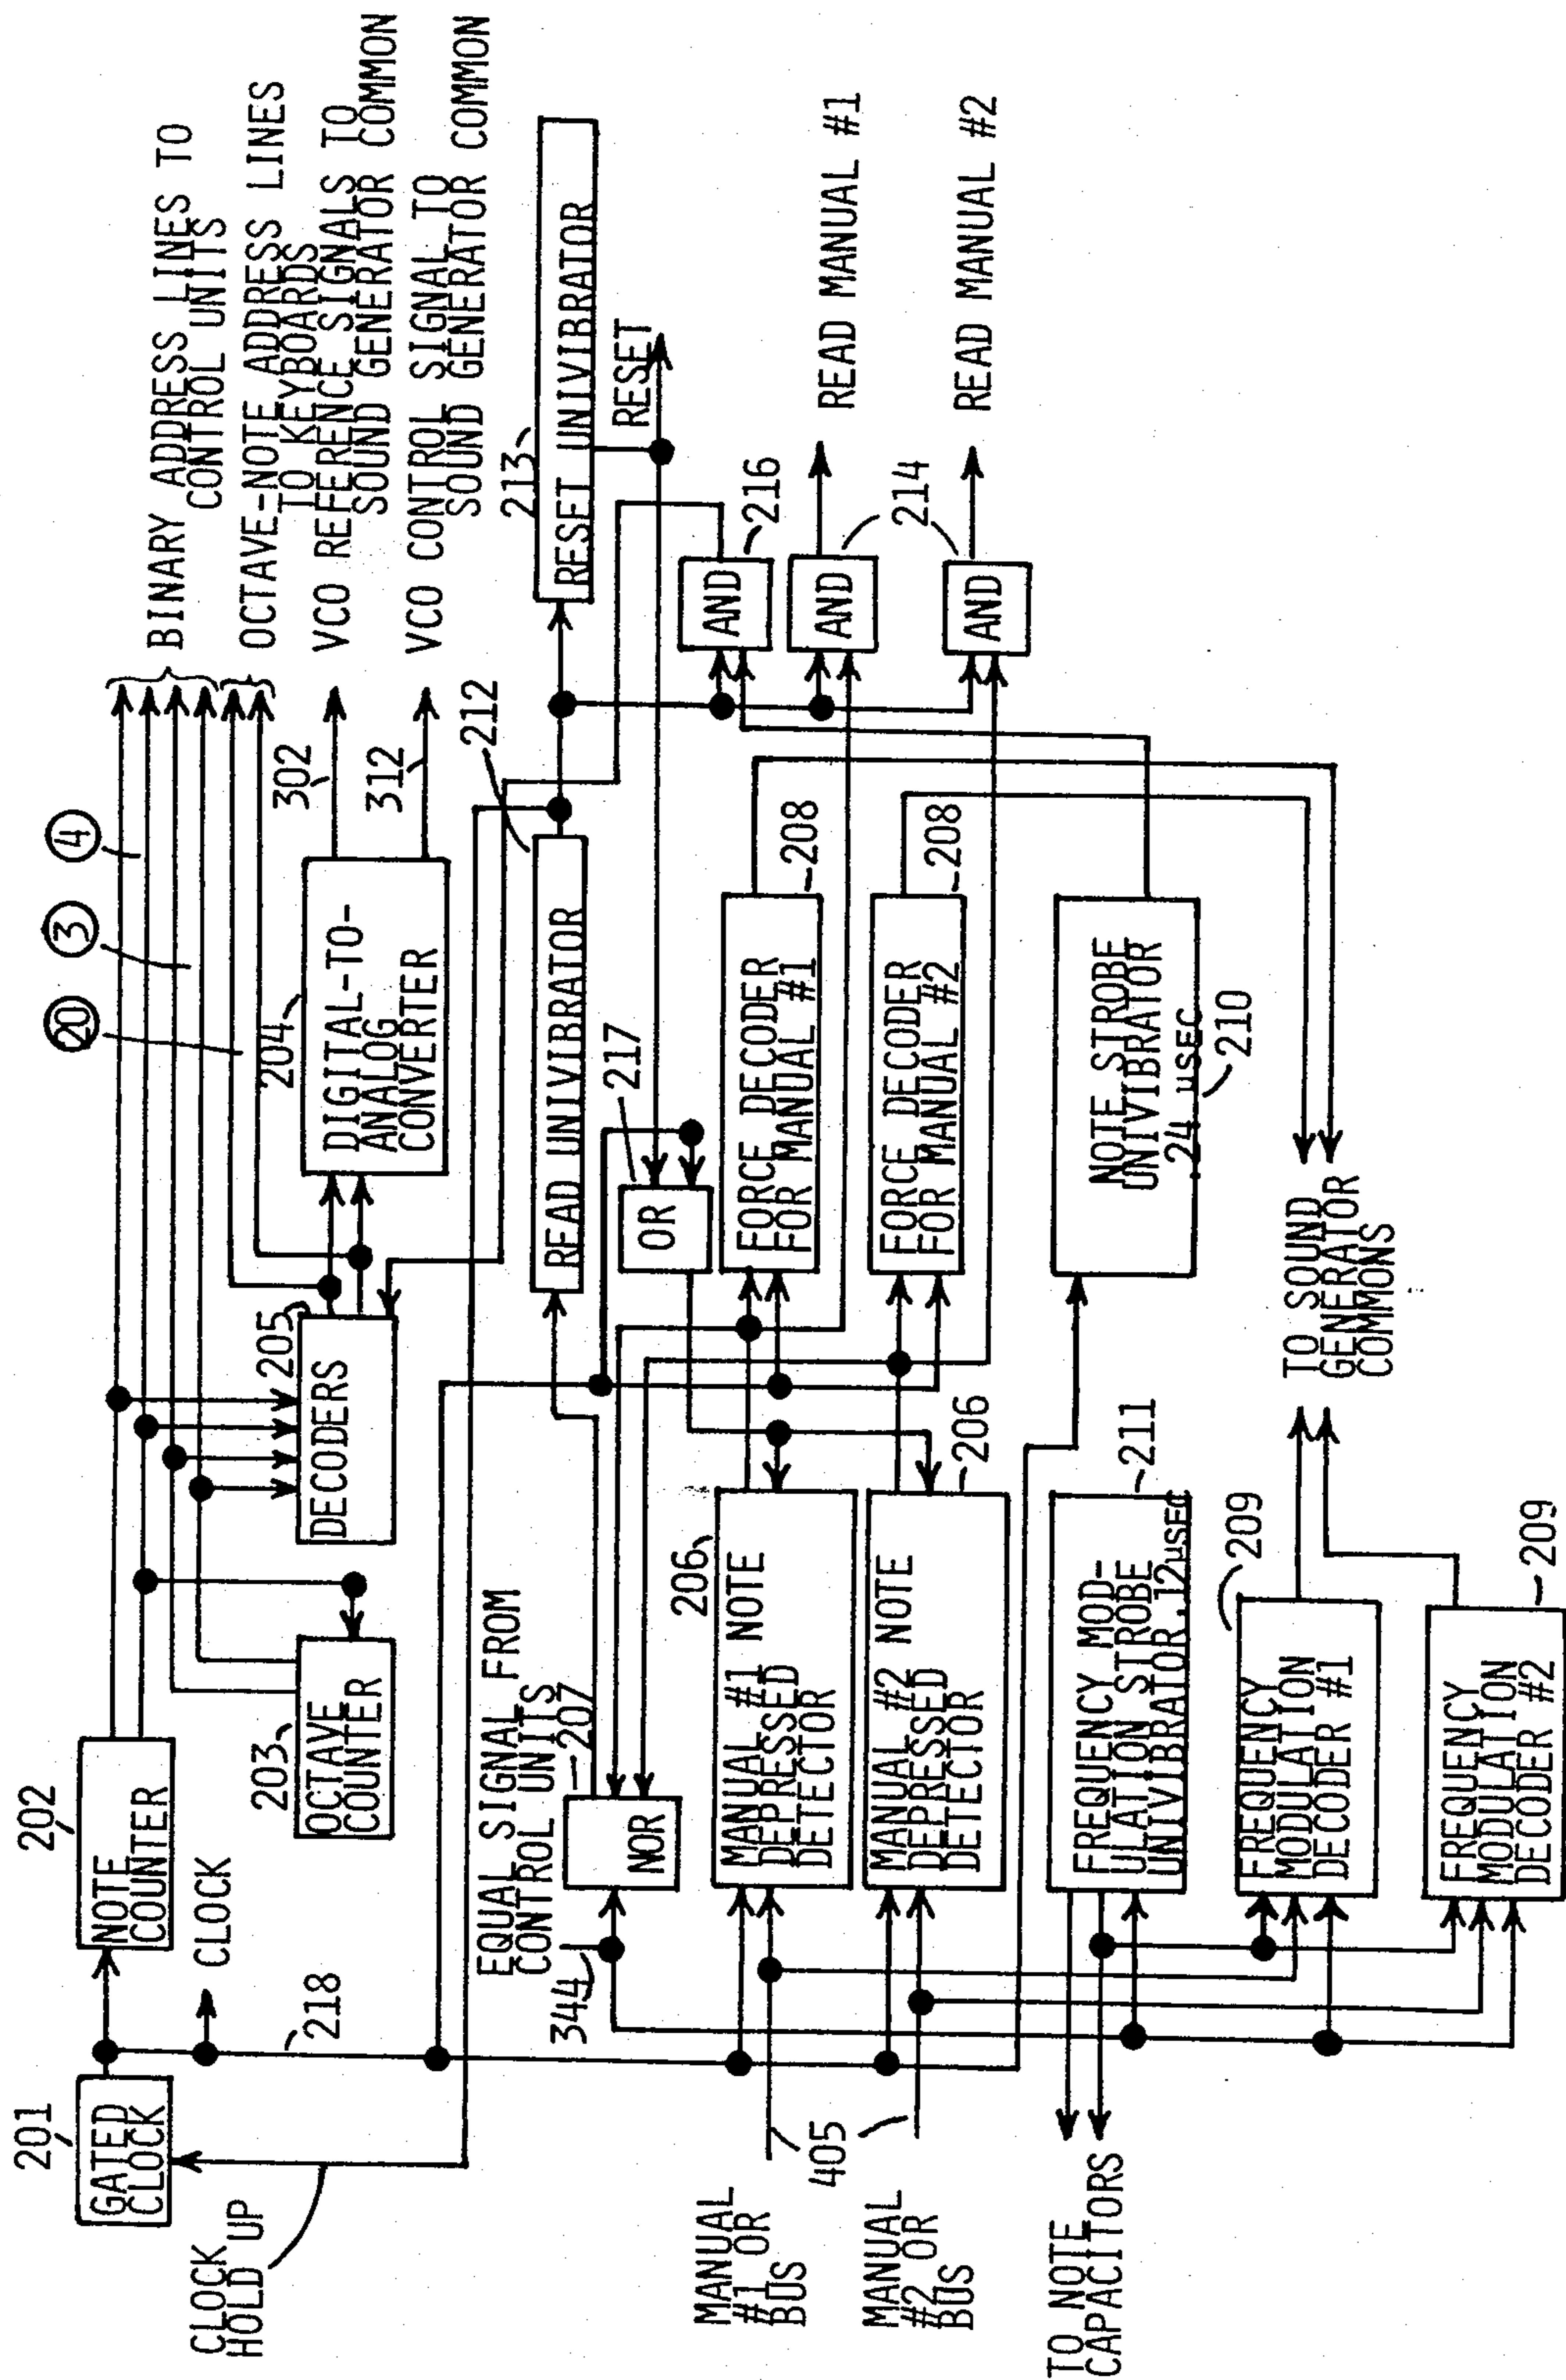 201
GATED
CLOCK
CLOCK
HOLD UP
202
NOTE
COUNTER
CLOCK
218
203
OCTAVE
COUNTER
205
DECODERS
20
3
4
204
DIGITAL-TO-
ANALOG
CONVERTER
302
312
BINARY ADDRESS LINES TO
CONTROL UNITS
OCTAVE-NOTE ADDRESS LINES
TO KEYBOARDS
VCO REFERENCE SIGNALS TO
SOUND GENERATOR COMMON
VCO CONTROL SIGNAL TO
SOUND GENERATOR COMMON
EQUAL SIGNAL FROM
CONTROL UNITS
344
207
NOR
READ UNIVIBRATOR
212
213
RESET UNIVIBRATOR
RESET
217
OR
MANUAL
#1 OR
BUS
405
MANUAL
#2 OR
BUS
206
MANUAL #1 NOTE
DEPRESSED
DETECTOR
MANUAL #2 NOTE
DEPRESSED
DETECTOR
206
FORCE DECODER
FOR MANUAL #1
208
FORCE DECODER
FOR MANUAL #2
208
AND
216
AND
214
AND
READ MANUAL #1
READ MANUAL #2
NOTE STROBE
UNIVIBRATOR
24 µSEC
210
TO NOTE
CAPACITORS
FREQUENCY MOD-
ULATION STROBE
UNIVIBRATOR, 12µSEC
211
FREQUENCY
MODULATION
DECODER #1
209
FREQUENCY
MODULATION
DECODER #2
209
TO SOUND
GENERATOR
COMMONS